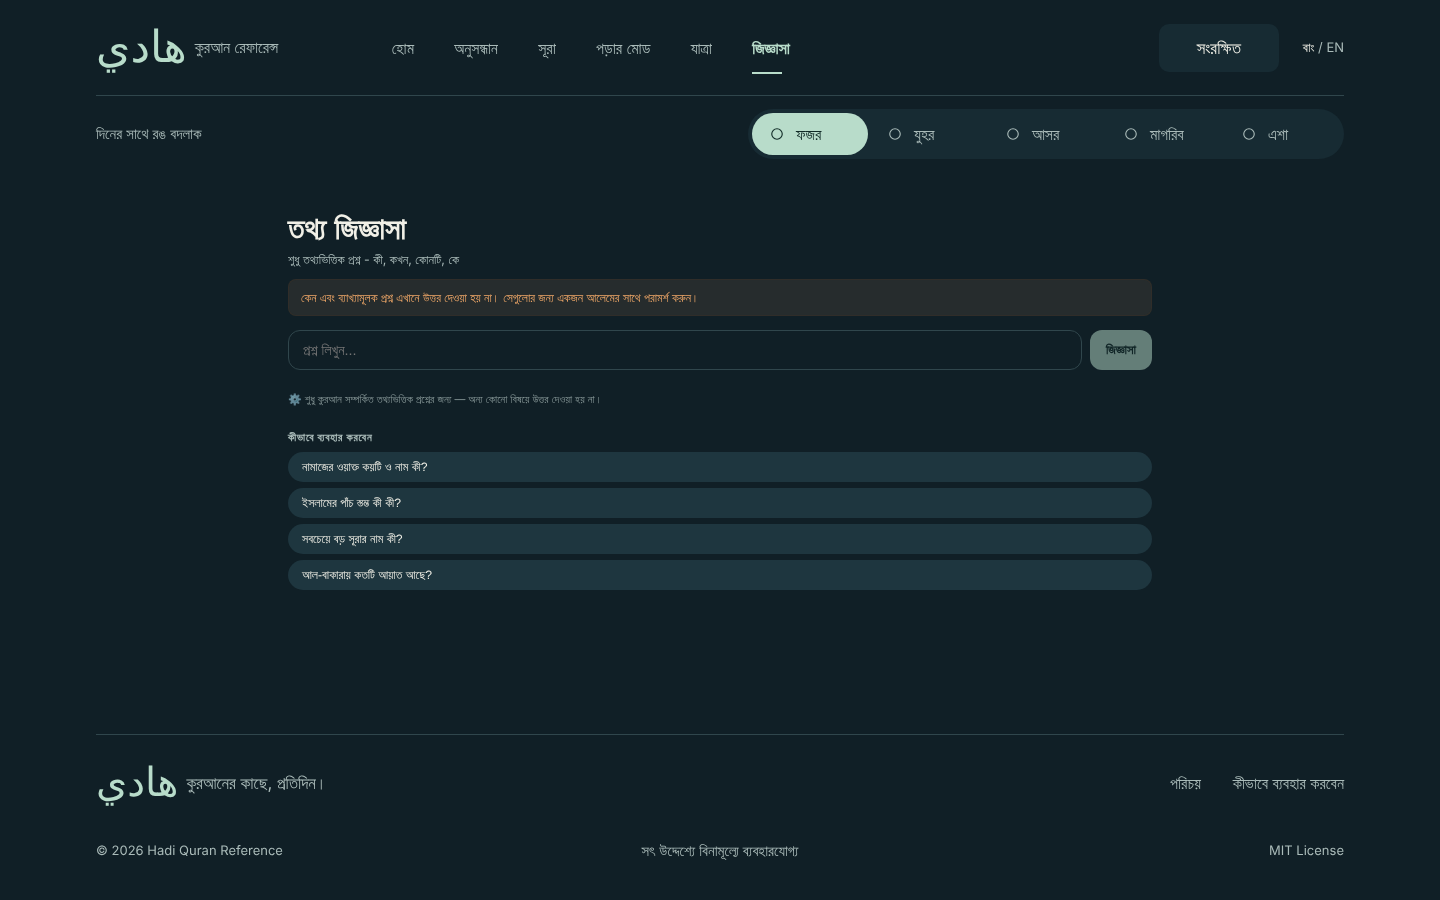 هادي কুরআন রেফারেন্স হোম অনুসন্ধান সূরা পড়ার মোড যাত্রা জিজ্ঞাসা সংরক্ষিত বাং / EN
দিনের সাথে রঙ বদলাক ফজর যুহর আসর মাগরিব এশা
তথ্য জিজ্ঞাসা
শুধু তথ্যভিত্তিক প্রশ্ন - কী, কখন, কোনটি, কে
কেন এবং ব্যাখ্যামূলক প্রশ্ন এখানে উত্তর দেওয়া হয় না। সেগুলোর জন্য একজন আলেমের সাথে পরামর্শ করুন।
প্রশ্ন লিখুন... জিজ্ঞাসা
⚙️ শুধু কুরআন সম্পর্কিত তথ্যভিত্তিক প্রশ্নের জন্য — অন্য কোনো বিষয়ে উত্তর দেওয়া হয় না।
কীভাবে ব্যবহার করবেন
নামাজের ওয়াক্ত কয়টি ও নাম কী?
ইসলামের পাঁচ স্তম্ভ কী কী?
সবচেয়ে বড় সূরার নাম কী?
আল-বাকারায় কতটি আয়াত আছে?
هادي কুরআনের কাছে, প্রতিদিন। পরিচয় কীভাবে ব্যবহার করবেন
© 2026 Hadi Quran Reference সৎ উদ্দেশ্যে বিনামূল্যে ব্যবহারযোগ্য MIT License